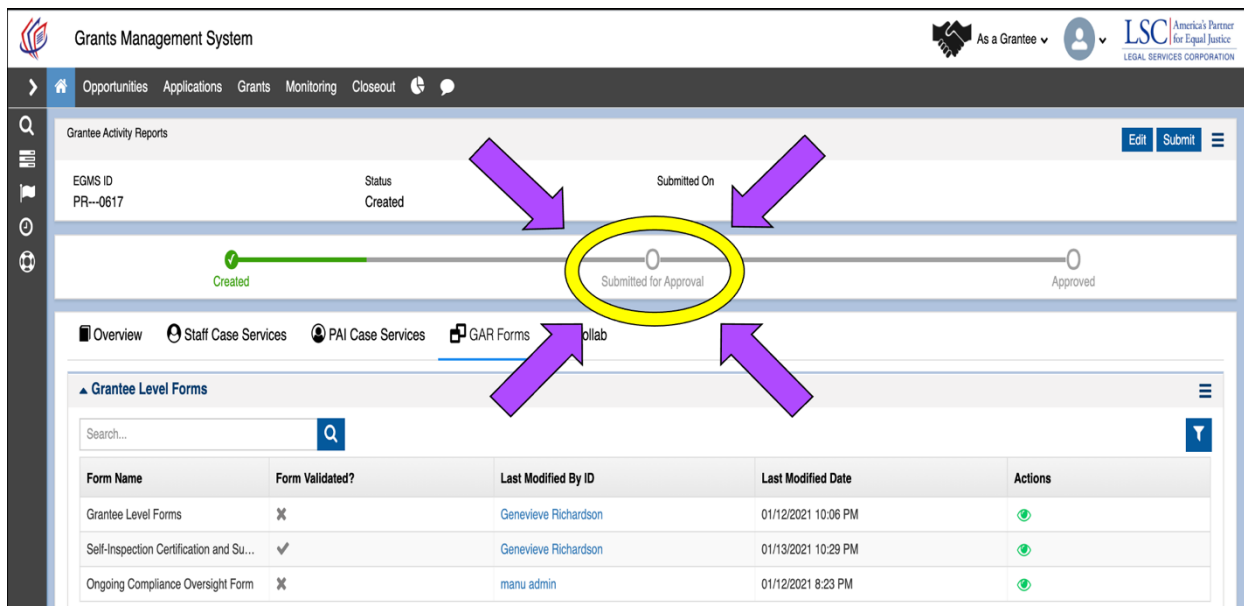 Grants Management System
As a Grantee
LSC America's Partner
for Equal Justice
LEGAL SERVICES CORPORATION
Opportunities Applications Grants Monitoring Closeout
Grantee Activity Reports
Edit Submit
EGMS ID Status Submitted On
PR---0617 Created
Created Submitted for Approval Approved
Overview Staff Case Services PAI Case Services GAR Forms ollab
Grantee Level Forms
Search...
Form Name Form Validated? Last Modified By ID Last Modified Date Actions
Grantee Level Forms Genevieve Richardson 01/12/2021 10:06 PM
Self-Inspection Certification and Su... Genevieve Richardson 01/13/2021 10:29 PM
Ongoing Compliance Oversight Form manu admin 01/12/2021 8:23 PM